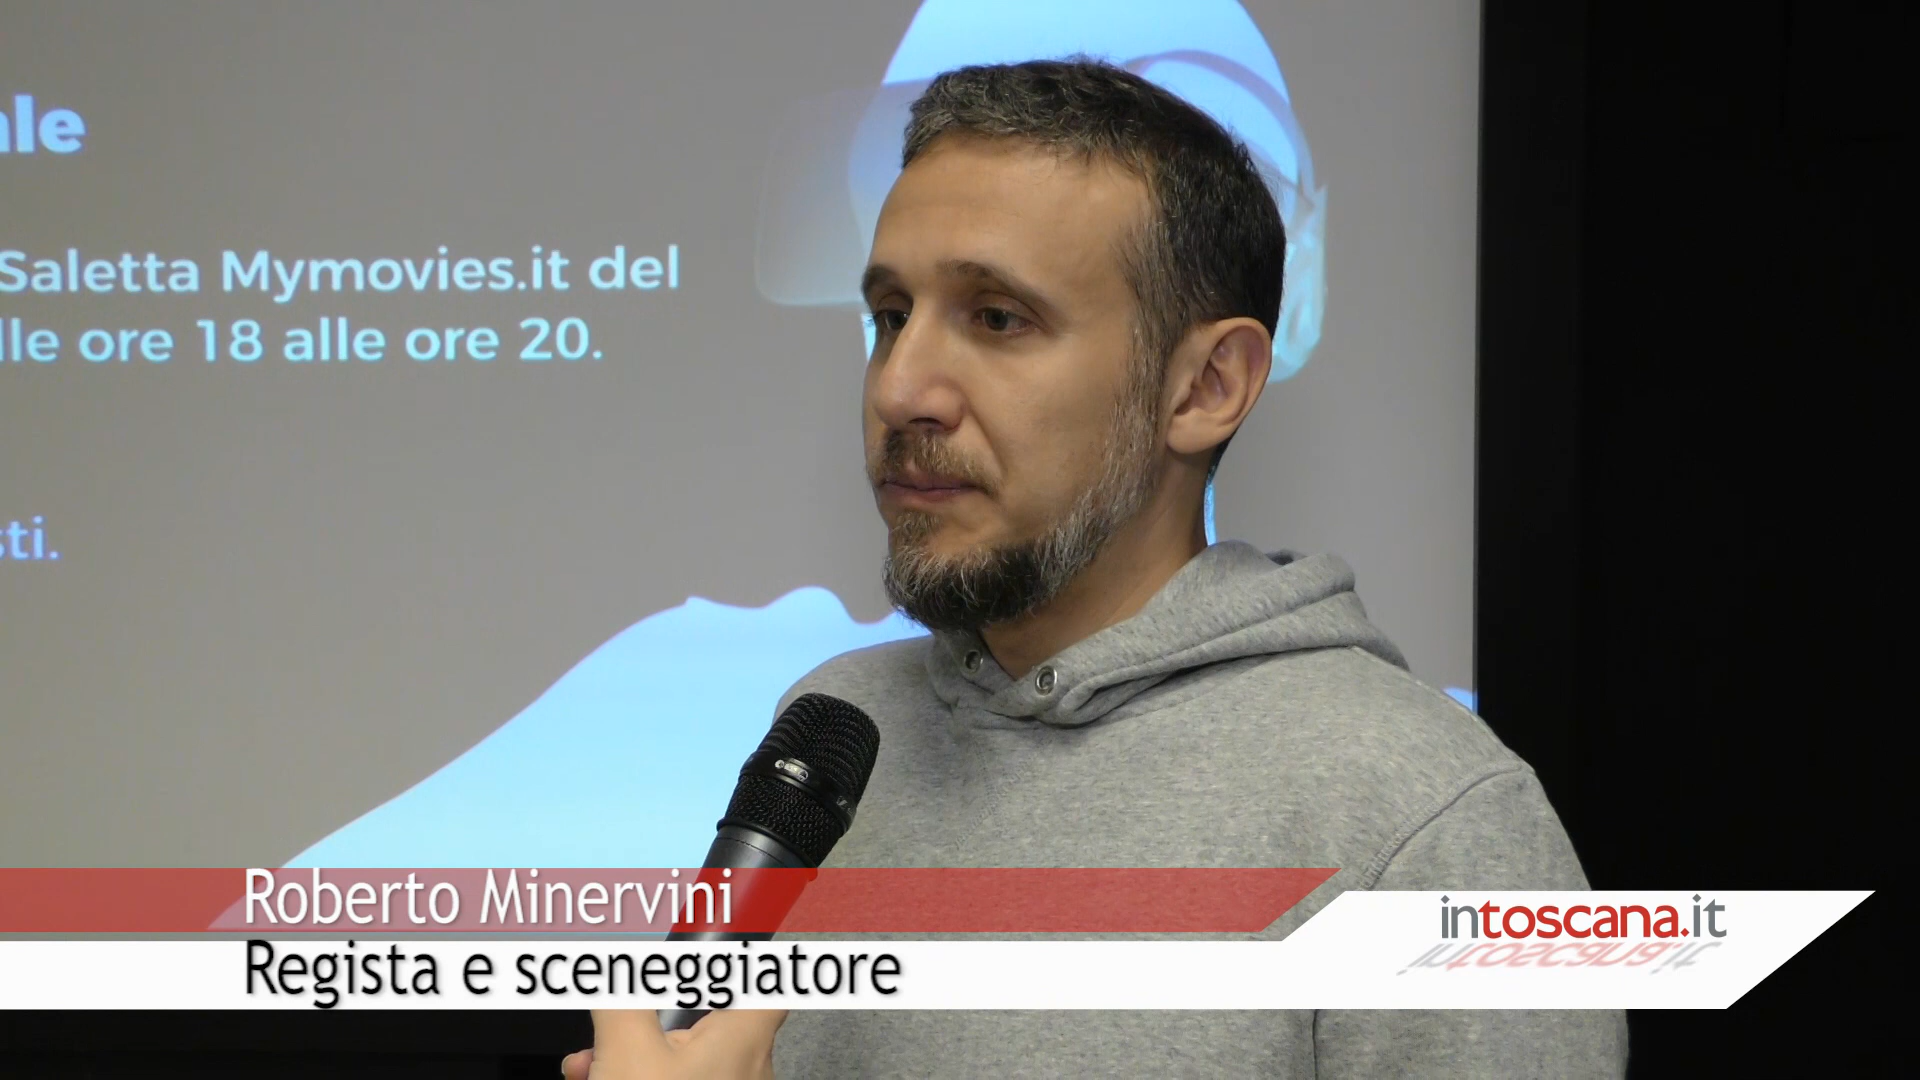 ale
Saletta Mymovies.it del
lle ore 18 alle ore 20.
sti.
Roberto Minervini
Regista e sceneggiatore
intoscana.it